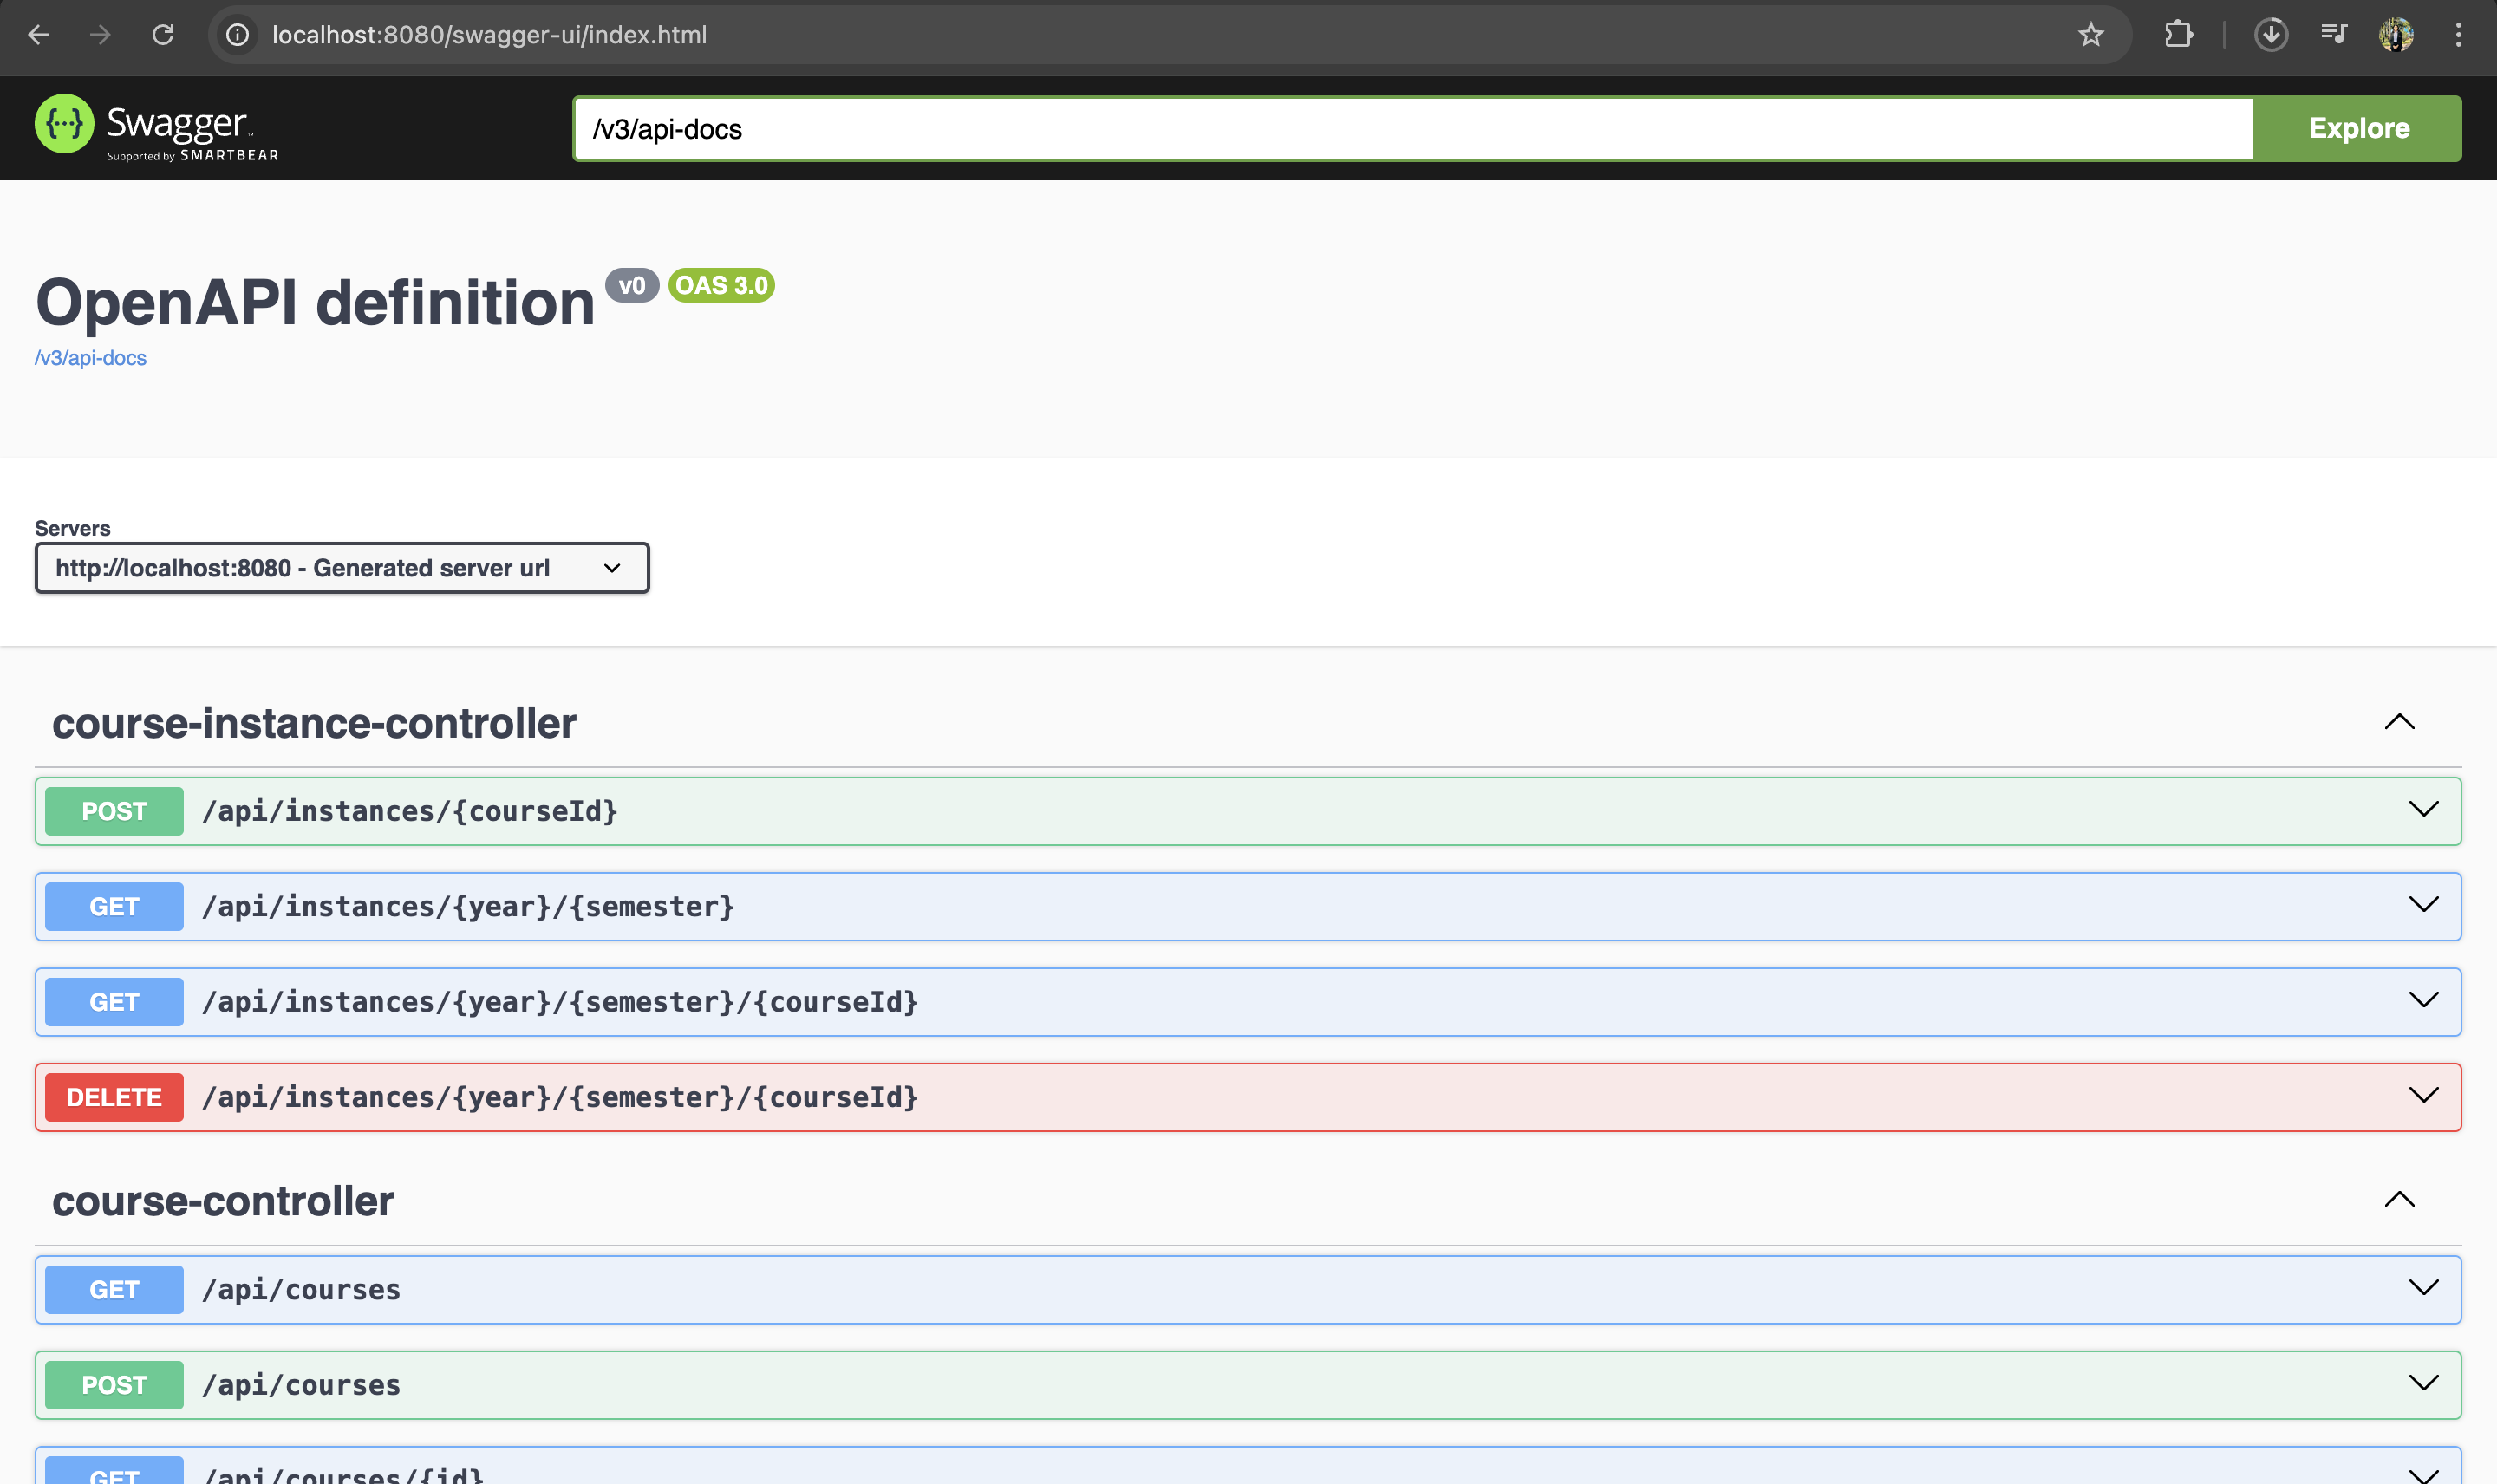 localhost:8080/swagger-ui/index.html
{···} Swagger
Supported by SMARTBEAR
/v3/api-docs
Explore
OpenAPI definition v0 OAS 3.0
/v3/api-docs
Servers
http://localhost:8080 - Generated server url
course-instance-controller
POST /api/instances/{courseId}
GET /api/instances/{year}/{semester}
GET /api/instances/{year}/{semester}/{courseId}
DELETE /api/instances/{year}/{semester}/{courseId}
course-controller
GET /api/courses
POST /api/courses
GET /api/courses/{id}